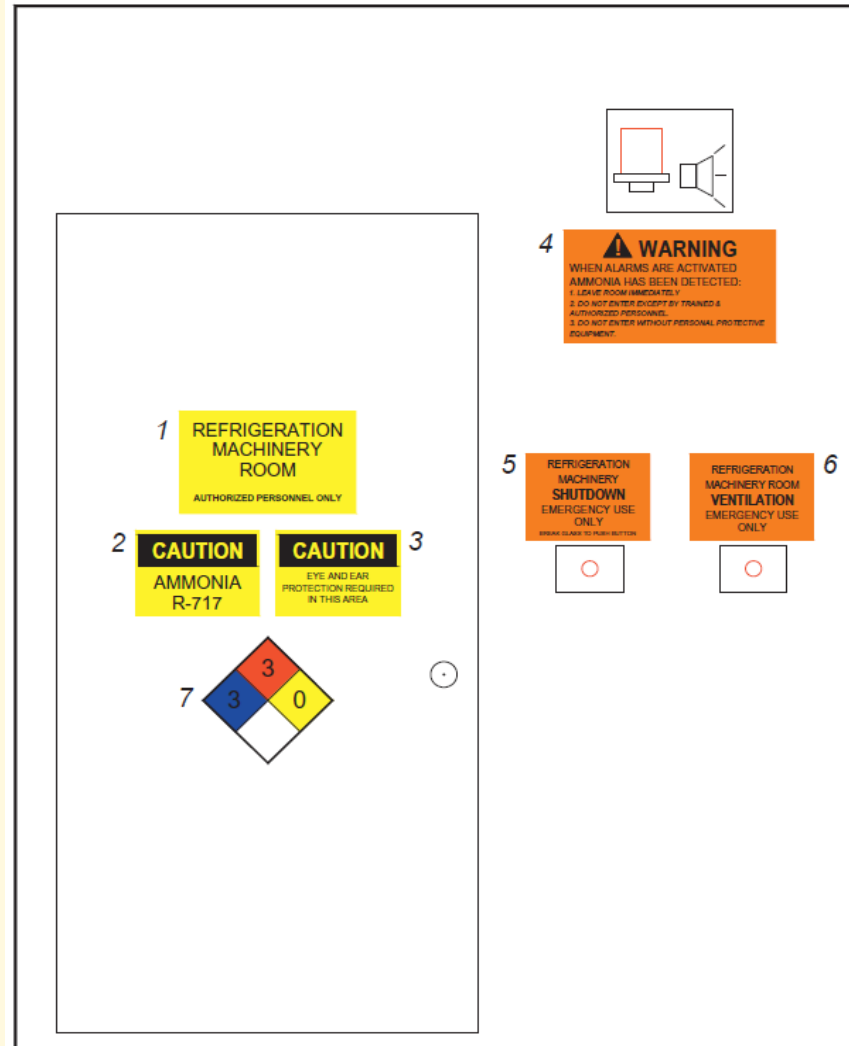 4
WARNING
WHEN ALARMS ARE ACTIVATED
AMMONIA HAS BEEN DETECTED:
1. LEAVE ROOM IMMEDIATELY
2. DO NOT ENTER EXCEPT BY TRAINED &
AUTHORIZED PERSONNEL.
3. DO NOT ENTER WITHOUT PERSONAL PROTECTIVE
EQUIPMENT.
1
REFRIGERATION
MACHINERY
ROOM
AUTHORIZED PERSONNEL ONLY
5
REFRIGERATION
MACHINERY
SHUTDOWN
EMERGENCY USE
ONLY
BREAK GLASS TO PUSH BUTTON
6
REFRIGERATION
MACHINERY ROOM
VENTILATION
EMERGENCY USE
ONLY
2
CAUTION
AMMONIA
R-717
3
CAUTION
EYE AND EAR
PROTECTION REQUIRED
IN THIS AREA
7
3
3
0